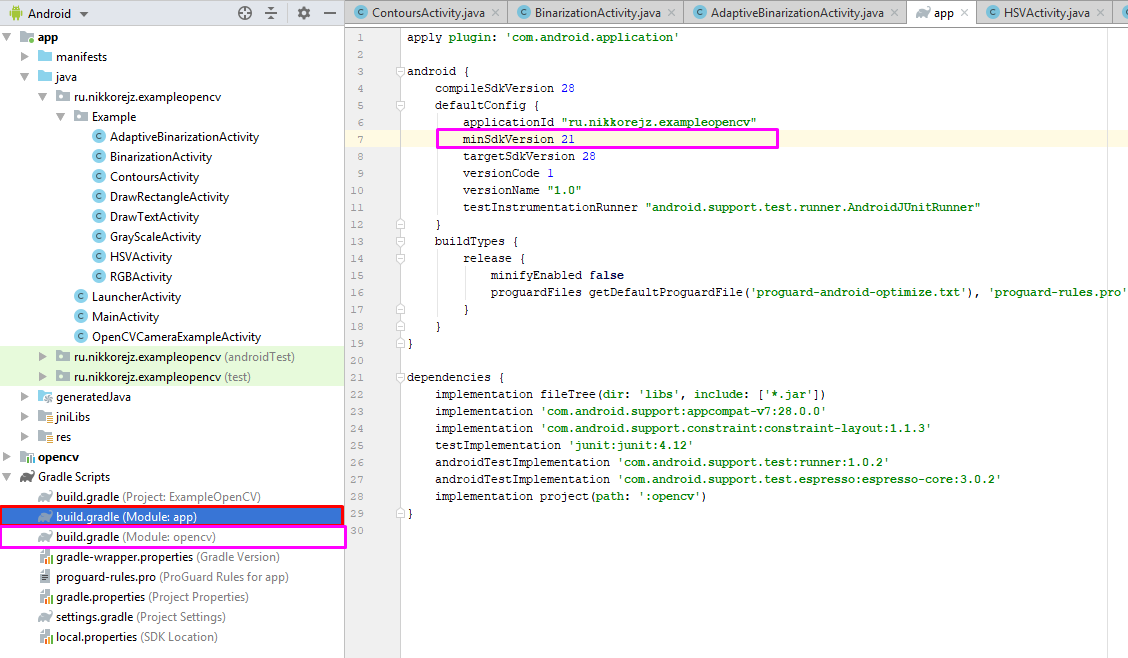 Android
app
manifests
java
ru.nikkorejz.exampleopencv
Example
AdaptiveBinarizationActivity
BinarizationActivity
ContoursActivity
DrawRectangleActivity
DrawTextActivity
GrayScaleActivity
HSVActivity
RGBActivity
LauncherActivity
MainActivity
OpenCVCameraExampleActivity
ru.nikkorejz.exampleopencv (androidTest)
ru.nikkorejz.exampleopencv (test)
generatedJava
jniLibs
res
opencv
Gradle Scripts
build.gradle (Project: ExampleOpenCV)
build.gradle (Module: app)
build.gradle (Module: opencv)
gradle-wrapper.properties (Gradle Version)
proguard-rules.pro (ProGuard Rules for app)
gradle.properties (Project Properties)
settings.gradle (Project Settings)
local.properties (SDK Location)
ContoursActivity.java BinarizationActivity.java AdaptiveBinarizationActivity.java app HSVActivity.java
1 apply plugin: 'com.android.application'
2
3 android {
4 compileSdkVersion 28
5 defaultConfig {
6 applicationId "ru.nikkorejz.exampleopencv"
7 minSdkVersion 21
8 targetSdkVersion 28
9 versionCode 1
10 versionName "1.0"
11 testInstrumentationRunner "android.support.test.runner.AndroidJUnitRunner"
12 }
13 buildTypes {
14 release {
15 minifyEnabled false
16 proguardFiles getDefaultProguardFile('proguard-android-optimize.txt'), 'proguard-rules.pro'
17 }
18 }
19 }
20
21 dependencies {
22 implementation fileTree(dir: 'libs', include: ['*.jar'])
23 implementation 'com.android.support:appcompat-v7:28.0.0'
24 implementation 'com.android.support.constraint:constraint-layout:1.1.3'
25 testImplementation 'junit:junit:4.12'
26 androidTestImplementation 'com.android.support.test:runner:1.0.2'
27 androidTestImplementation 'com.android.support.test.espresso:espresso-core:3.0.2'
28 implementation project(path: ':opencv')
29 }
30